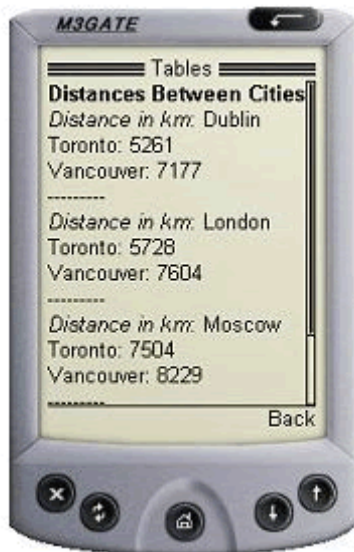 M3GATE
Tables
Distances Between Cities
Distance in km: Dublin
Toronto: 5261
Vancouver: 7177
---------
Distance in km: London
Toronto: 5728
Vancouver: 7604
---------
Distance in km: Moscow
Toronto: 7504
Vancouver: 8229
---------
Back